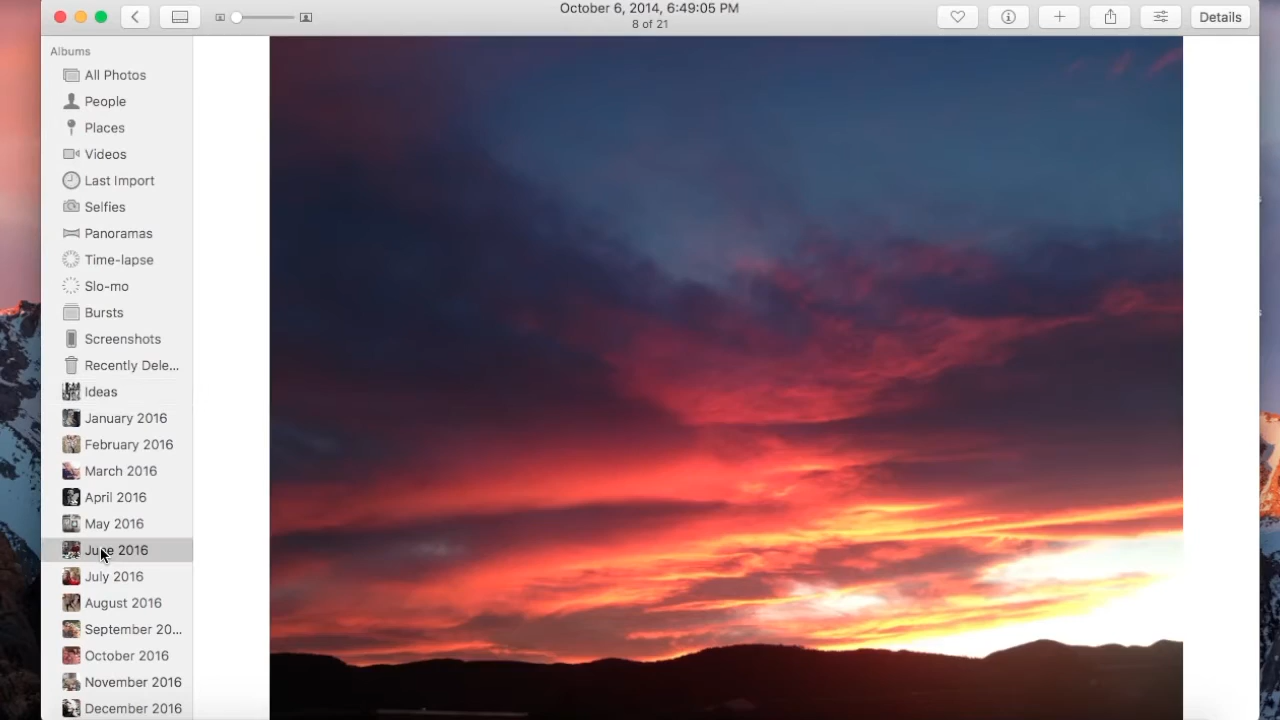 October 6, 2014, 6:49:05 PM
8 of 21
Details
Albums
All Photos
People
Places
Videos
Last Import
Selfies
Panoramas
Time-lapse
Slo-mo
Bursts
Screenshots
Recently Dele...
Ideas
January 2016
February 2016
March 2016
April 2016
May 2016
June 2016
July 2016
August 2016
September 20...
October 2016
November 2016
December 2016